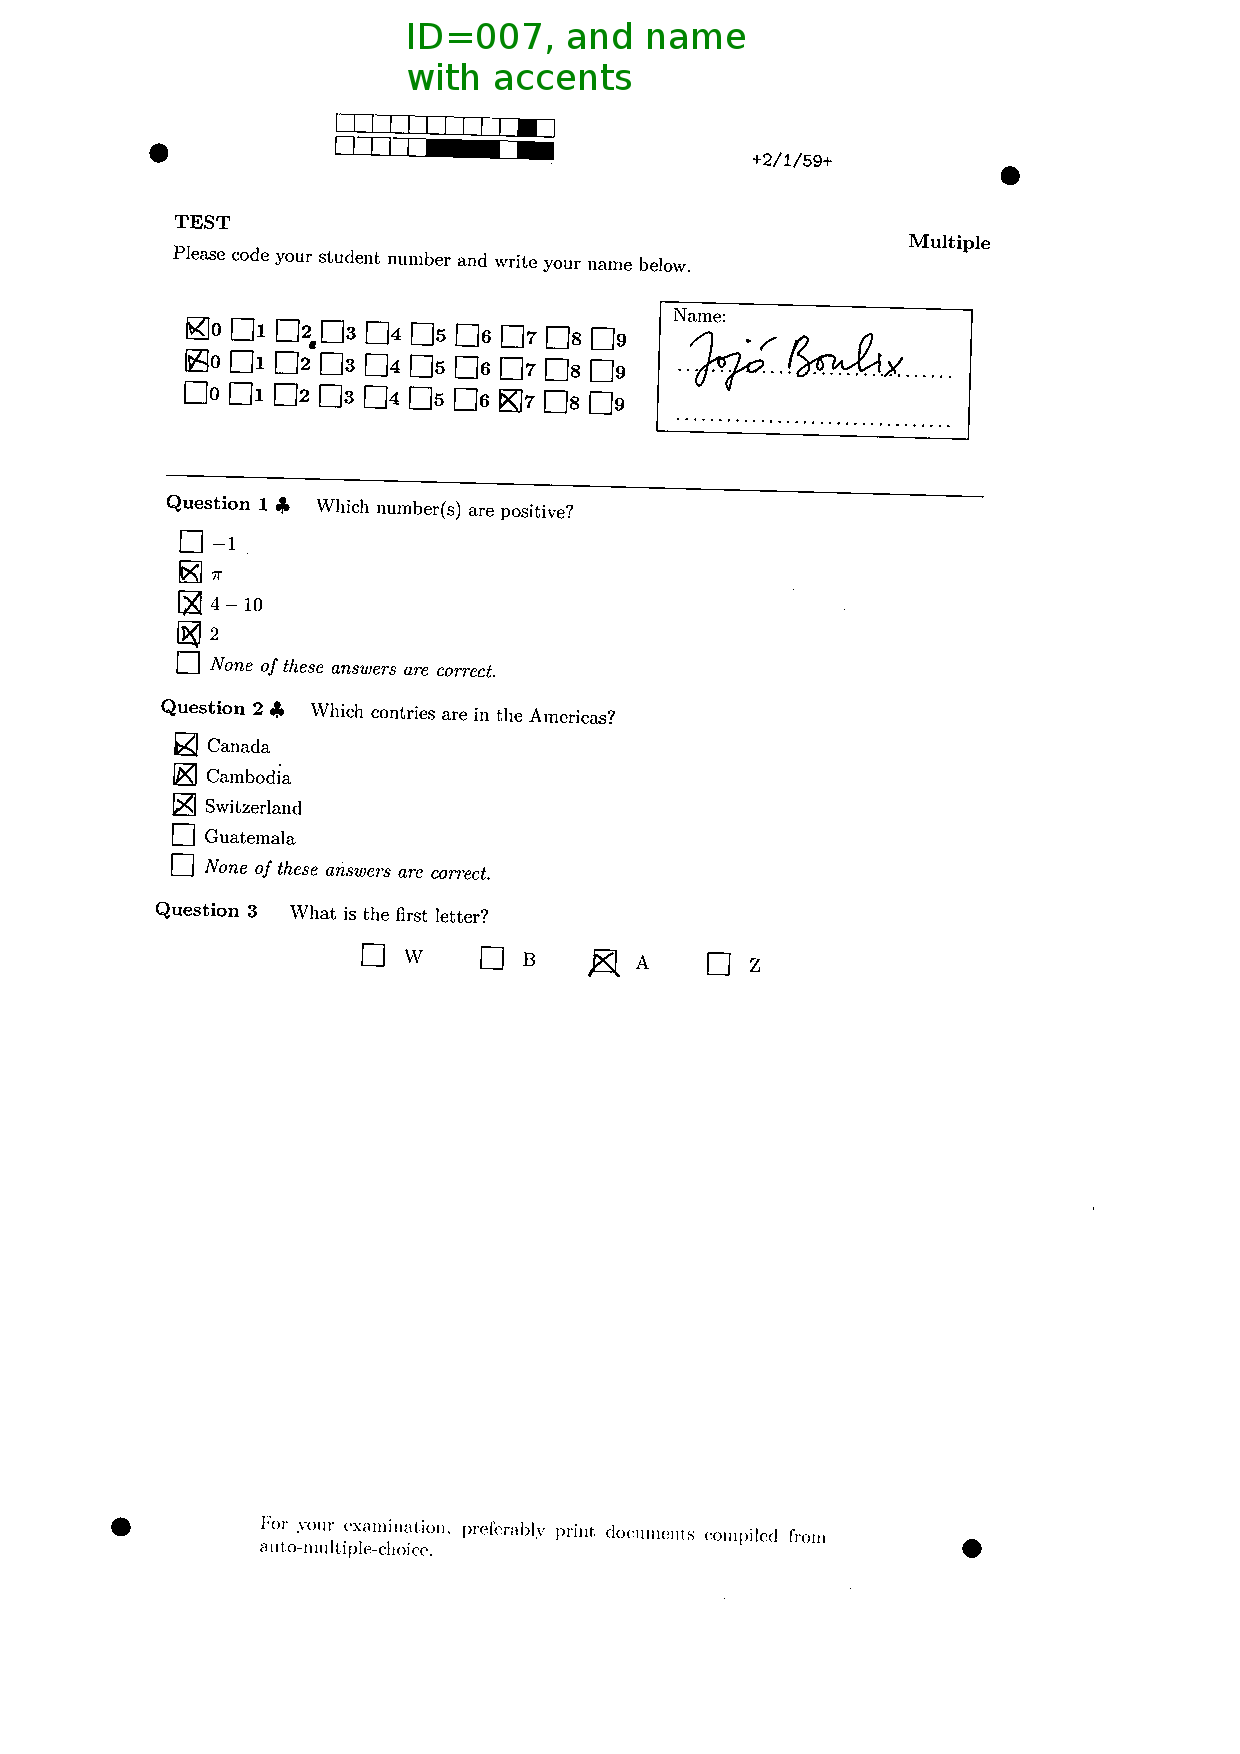 ID=007, and name
with accents
+2/1/59+
TEST
Multiple
Please code your student number and write your name below.
0 1 2 3 4 5 6 7 8 9
0 1 2 3 4 5 6 7 8 9
0 1 2 3 4 5 6 7 8 9
Name:
Jojó Boulix
Question 1 ♣ Which number(s) are positive?
−1
π
4 − 10
2
None of these answers are correct.
Question 2 ♣ Which contries are in the Americas?
Canada
Cambodia
Switzerland
Guatemala
None of these answers are correct.
Question 3 What is the first letter?
W B A Z
For your examination, preferably print documents compiled from
auto-multiple-choice.